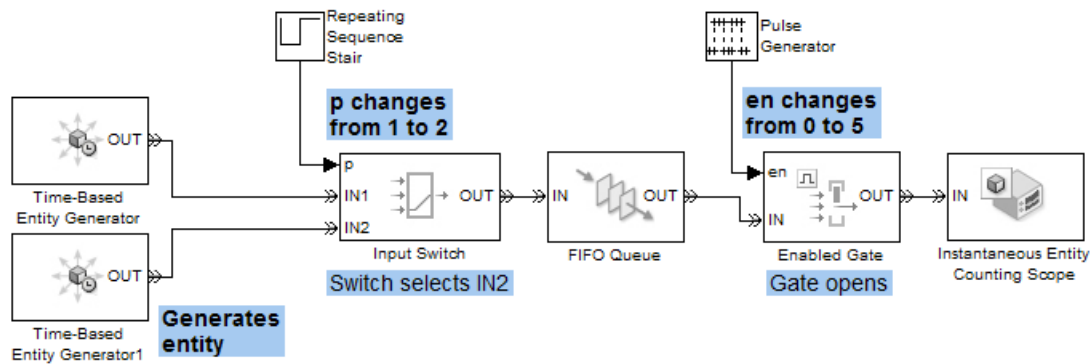 Repeating
Sequence
Stair
Pulse
Generator
p changes
from 1 to 2
en changes
from 0 to 5
OUT
Time-Based
Entity Generator
p
IN1
IN2
OUT
Input Switch
Switch selects IN2
IN
OUT
FIFO Queue
en
IN
OUT
Enabled Gate
Gate opens
IN
Instantaneous Entity
Counting Scope
OUT
Time-Based
Entity Generator1
Generates
entity